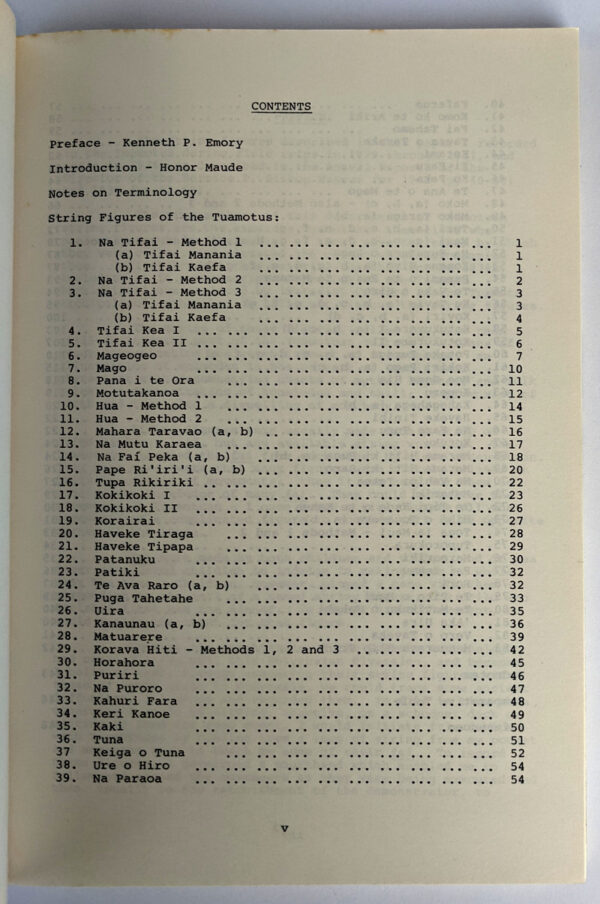 CONTENTS
Preface - Kenneth P. Emory
Introduction - Honor Maude
Notes on Terminology
String Figures of the Tuamotus:
1. Na Tifai - Method 1 ... ... ... ... ... ... ... ... 1
(a) Tifai Manania ... ... ... ... ... ... ... ... 1
(b) Tifai Kaefa ... ... ... ... ... ... ... ... 1
2. Na Tifai - Method 2 ... ... ... ... ... ... ... ... 2
3. Na Tifai - Method 3 ... ... ... ... ... ... ... ... 3
(a) Tifai Manania ... ... ... ... ... ... ... ... 3
(b) Tifai Kaefa ... ... ... ... ... ... ... ... 4
4. Tifai Kea I ... ... ... ... ... ... ... ... ... ... 5
5. Tifai Kea II ... ... ... ... ... ... ... ... ... ... 6
6. Mageogeo ... ... ... ... ... ... ... ... ... ... 7
7. Mago ... ... ... ... ... ... ... ... ... ... 10
8. Pana i te Ora ... ... ... ... ... ... ... ... ... 11
9. Motutakanoa ... ... ... ... ... ... ... ... ... ... 12
10. Hua - Method 1 ... ... ... ... ... ... ... ... ... 14
11. Hua - Method 2 ... ... ... ... ... ... ... ... ... 15
12. Mahara Taravao (a, b) .. ... ... ... ... ... ... ... 16
13. Na Mutu Karaea ... ... ... ... ... ... ... ... ... 17
14. Na Faí Peka (a, b) ... ... ... ... ... ... ... ... 18
15. Pape Ri'iri'i (a, b) ... ... ... ... ... ... ... ... 20
16. Tupa Rikiriki .. ... ... ... ... ... ... ... ... ... 22
17. Kokikoki I ... ... ... ... ... ... ... ... ... ... 23
18. Kokikoki II ... ... ... ... ... ... ... ... ... ... 26
19. Korairai ... ... ... ... ... ... ... ... ... ... 27
20. Haveke Tiraga ... ... ... ... ... ... ... ... ... 28
21. Haveke Tipapa ... ... ... ... ... ... ... ... ... 29
22. Patanuku ... ... ... ... ... ... ... ... ... ... 30
23. Patiki ... ... ... ... ... ... ... ... ... ... 32
24. Te Ava Raro (a, b) ... ... ... ... ... ... ... ... 32
25. Puga Tahetahe ... ... ... ... ... ... ... ... ... 33
26. Uira ... ... ... ... ... ... ... ... ... ... 35
27. Kanaunau (a, b) ... ... ... ... ... ... ... ... ... 36
28. Matuarere ... ... ... ... ... ... ... ... ... ... 39
29. Korava Hiti - Methods 1, 2 and 3 .. ... ... ... ... 42
30. Horahora ... ... ... ... ... ... ... ... ... ... 45
31. Puriri ... ... ... ... ... ... ... ... ... ... 46
32. Na Puroro ... ... ... ... ... ... ... ... ... ... 47
33. Kahuri Fara ... ... ... ... ... ... ... ... ... ... 48
34. Keri Kanoe ... ... ... ... ... ... ... ... ... ... 49
35. Kaki ... ... ... ... ... ... ... ... ... ... 50
36. Tuna ... ... ... ... ... ... ... ... ... ... 51
37 Keiga o Tuna ... ... ... ... ... ... ... ... ... 52
38. Ure o Hiro ... ... ... ... ... ... ... ... ... ... 54
39. Na Paraoa ... ... ... ... ... ... ... ... ... ... 54
v